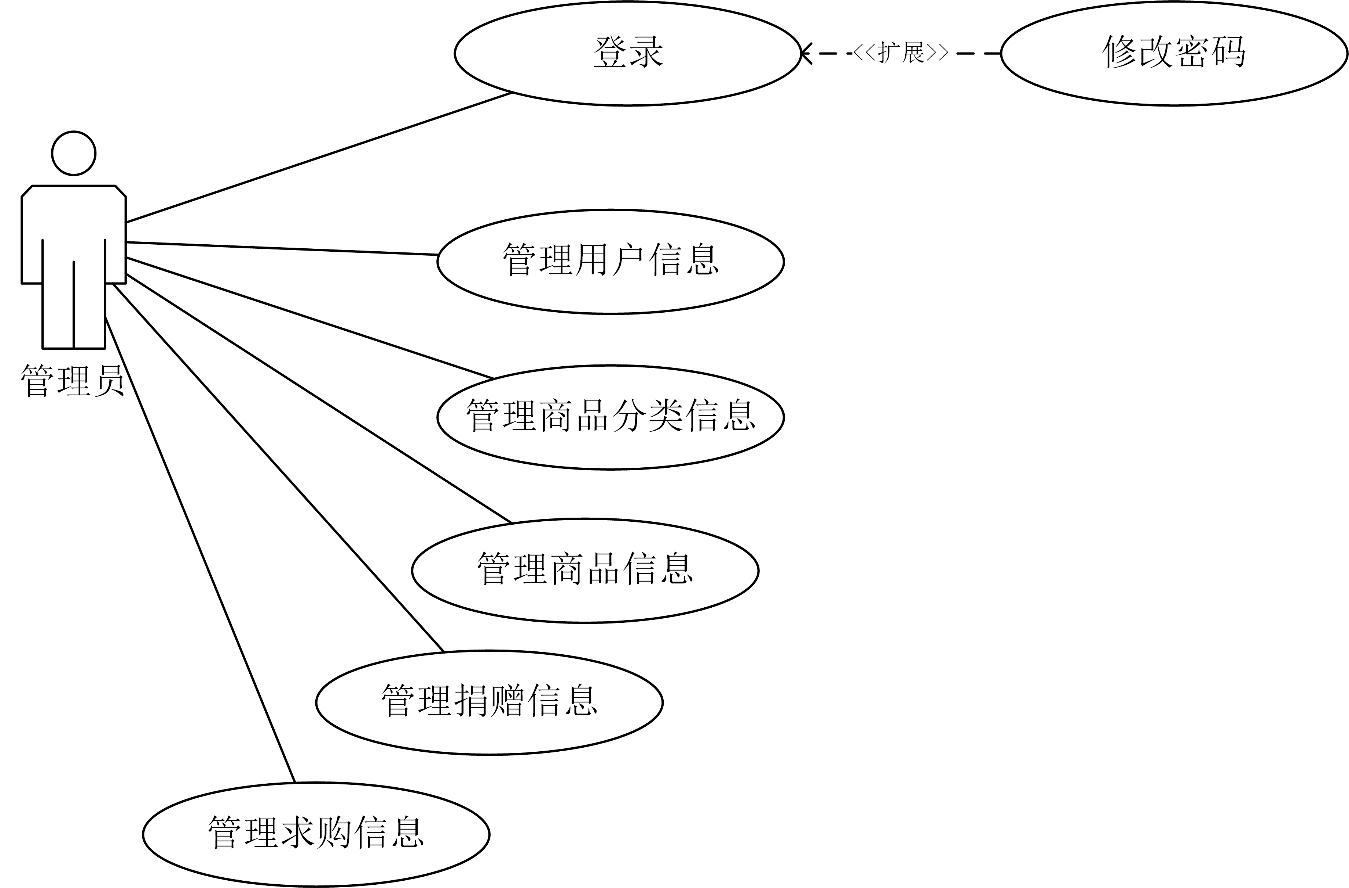 登录
<<扩展>>
修改密码
管理用户信息
管理员
管理商品分类信息
管理商品信息
管理捐赠信息
管理求购信息